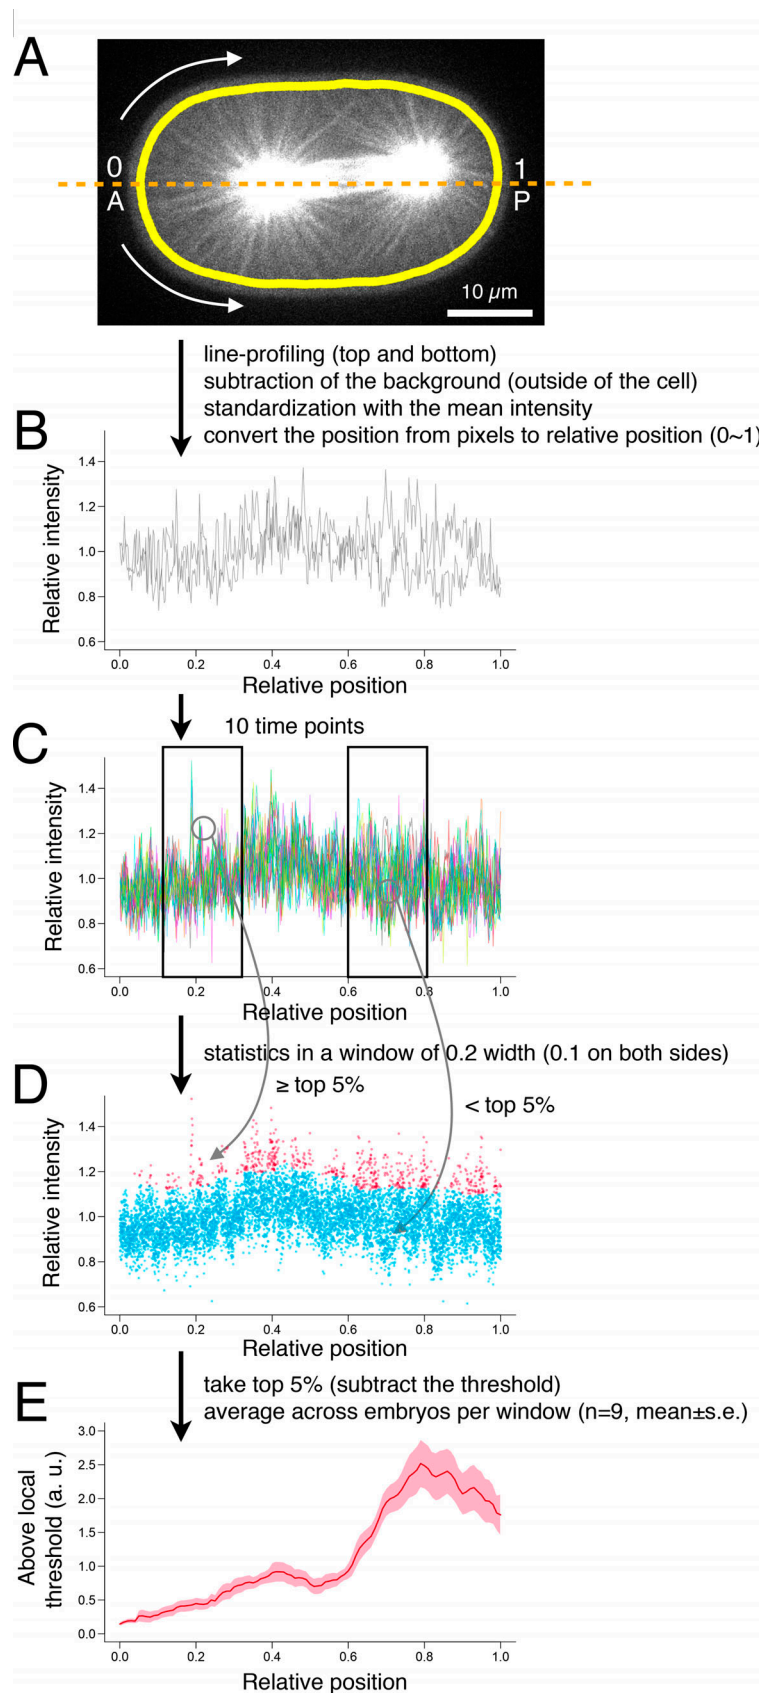 A
0
1
A
P
10 μm
line-profiling (top and bottom)
subtraction of the background (outside of the cell)
standardization with the mean intensity
convert the position from pixels to relative position (0~1)
B
Relative intensity
1.4
1.2
1.0
0.8
0.6
0.0 0.2 0.4 0.6 0.8 1.0
Relative position
10 time points
C
Relative intensity
1.4
1.2
1.0
0.8
0.6
0.0 0.2 0.4 0.6 0.8 1.0
Relative position
statistics in a window of 0.2 width (0.1 on both sides)
≥ top 5%
< top 5%
D
Relative intensity
1.4
1.2
1.0
0.8
0.6
0.0 0.2 0.4 0.6 0.8 1.0
Relative position
take top 5% (subtract the threshold)
average across embryos per window (n=9, mean±s.e.)
E
Above local
threshold (a. u.)
3.0
2.5
2.0
1.5
1.0
0.5
0.0
0.0 0.2 0.4 0.6 0.8 1.0
Relative position